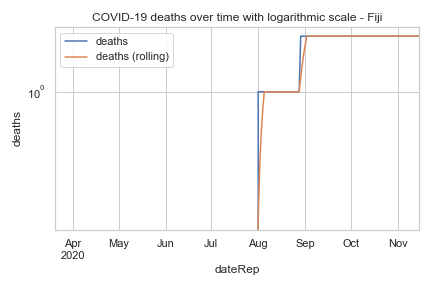 COVID-19 deaths over time with logarithmic scale - Fiji
deaths
deaths (rolling)
10⁰
deaths
Apr May Jun Jul Aug Sep Oct Nov
2020
dateRep